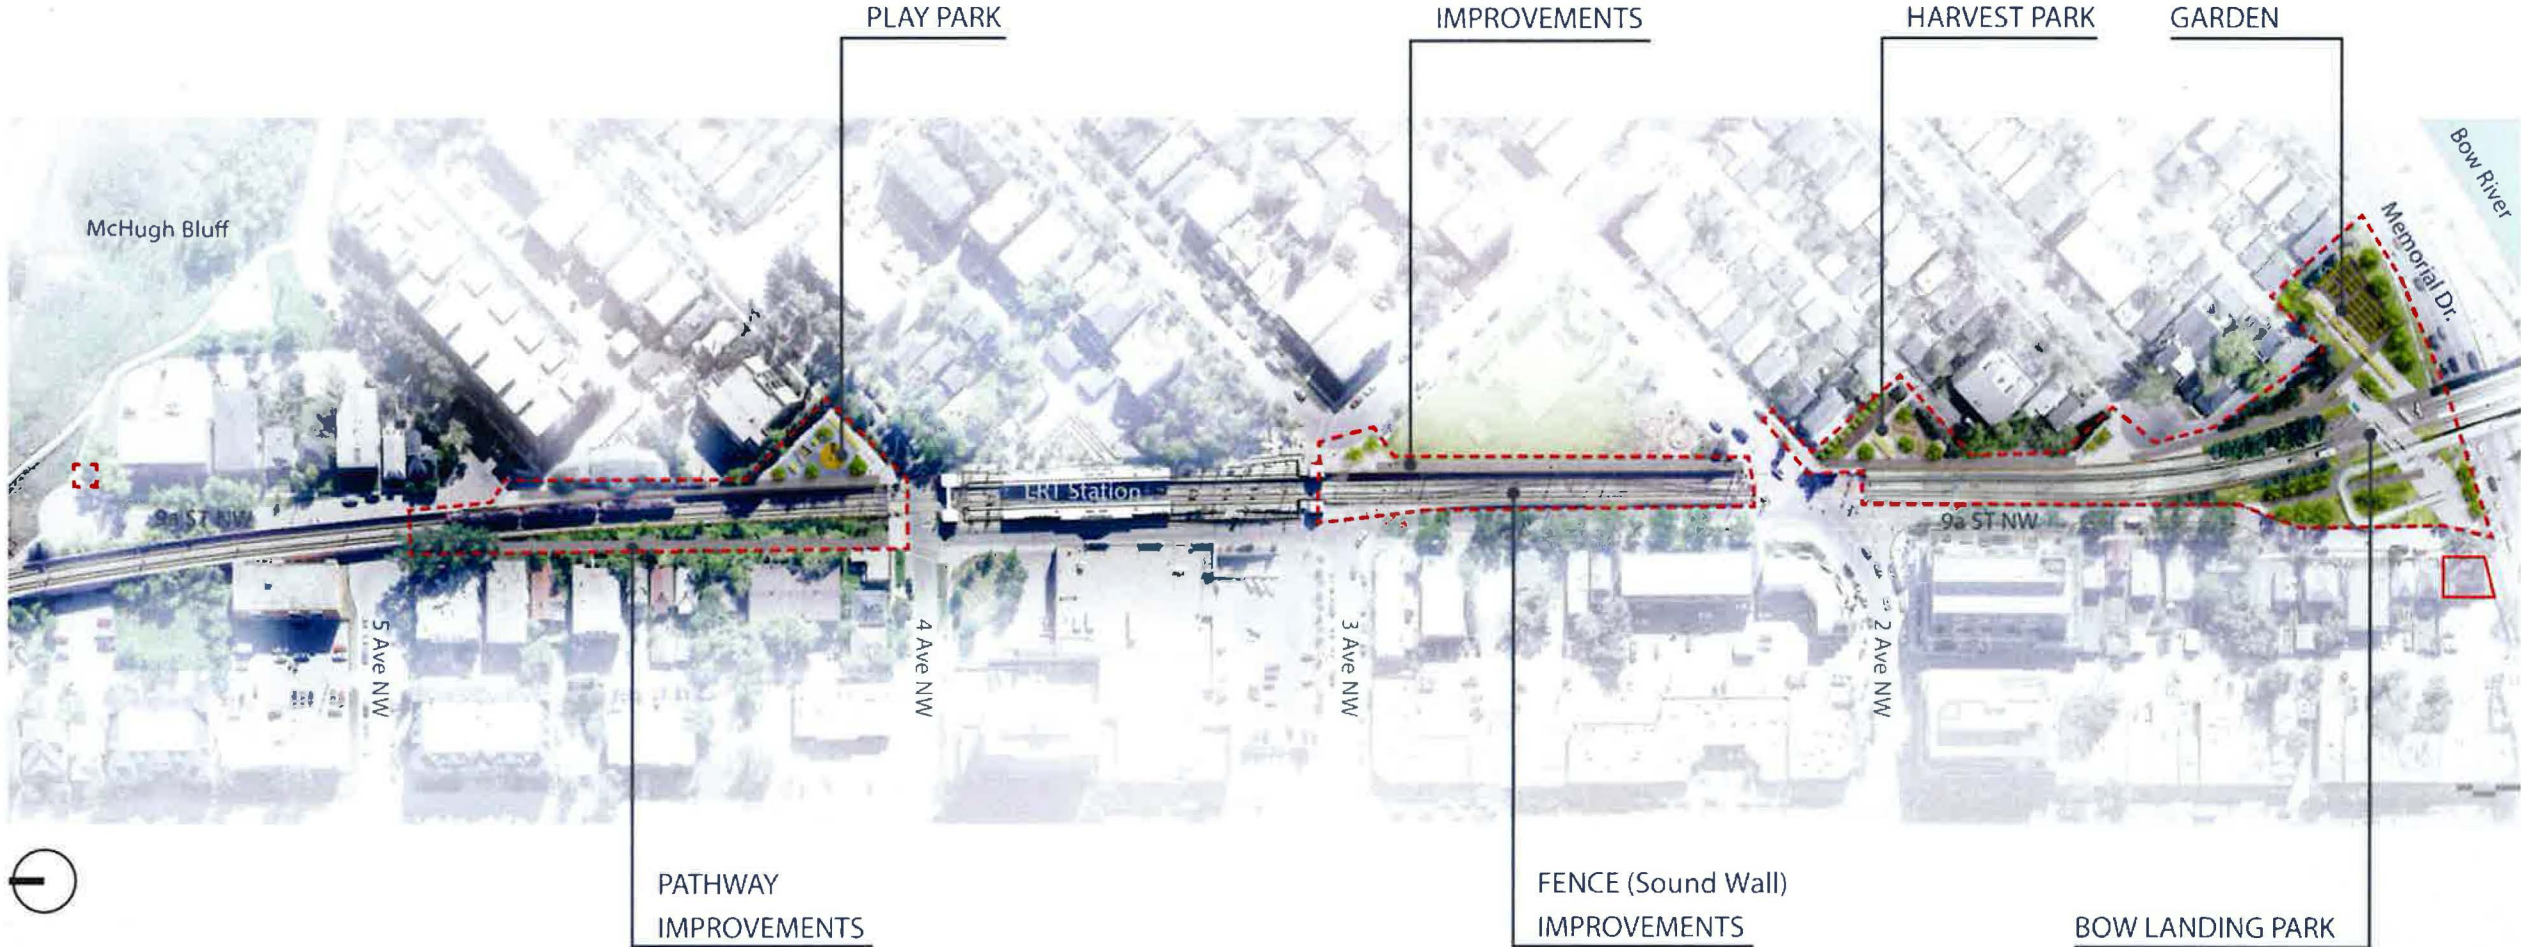 PLAY PARK
IMPROVEMENTS
HARVEST PARK
GARDEN
Bow River
McHugh Bluff
Memorial Dr.
LRT Station
9a ST NW
9a ST NW
5 Ave NW
4 Ave NW
3 Ave NW
2 Ave NW
PATHWAY
IMPROVEMENTS
FENCE (Sound Wall)
IMPROVEMENTS
BOW LANDING PARK